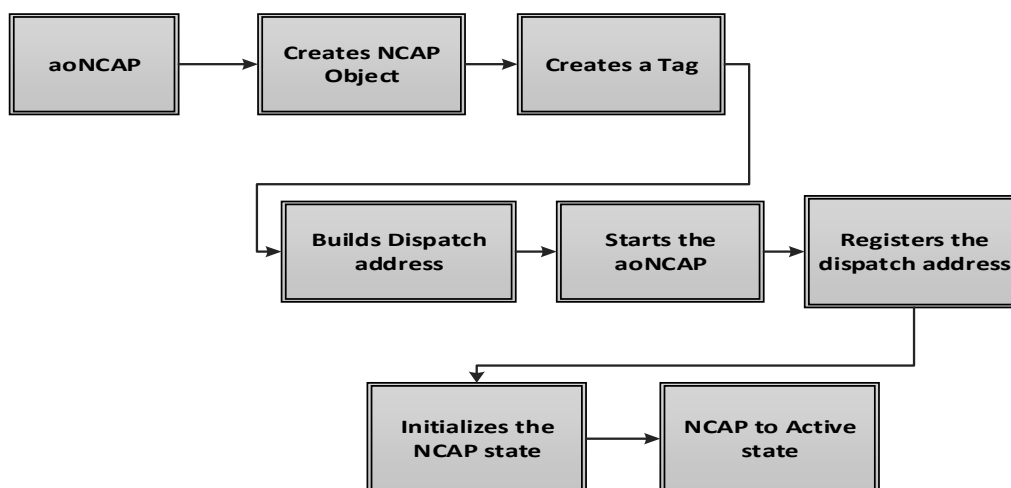 aoNCAP
Creates NCAP
Object
Creates a Tag
Builds Dispatch
address
Starts the
aoNCAP
Registers the
dispatch address
Initializes the
NCAP state
NCAP to Active
state